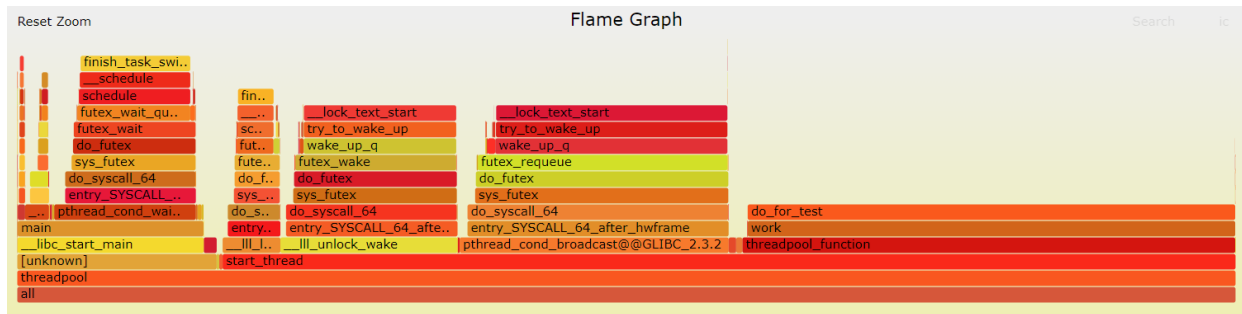 Reset Zoom Flame Graph Search ic
finish_task_swi..
__schedule
schedule fin..
futex_wait_qu.. __.. __lock_text_start __lock_text_start
futex_wait sc.. try_to_wake_up try_to_wake_up
do_futex fut.. wake_up_q wake_up_q
sys_futex fute.. futex_wake futex_requeue
do_syscall_64 do_f.. do_futex do_futex
entry_SYSCALL_.. sys_.. sys_futex sys_futex
_.. pthread_cond_wai.. do_s.. do_syscall_64 do_syscall_64 do_for_test
main entry.. entry_SYSCALL_64_afte.. entry_SYSCALL_64_after_hwframe work
__libc_start_main __lll_l.. __lll_unlock_wake pthread_cond_broadcast@@GLIBC_2.3.2 threadpool_function
[unknown] start_thread
threadpool
all